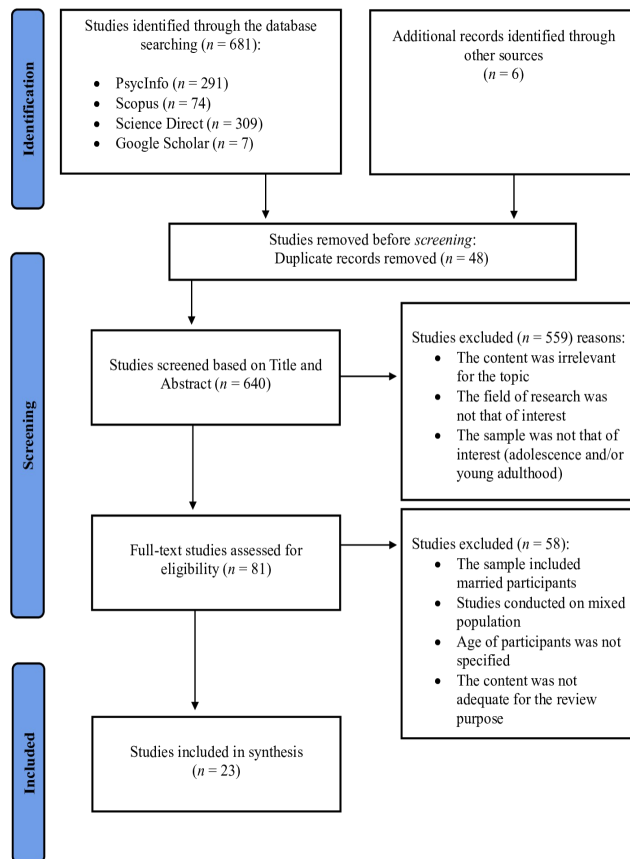 Identification
Studies identified through the database
searching (n = 681):
• PsycInfo (n = 291)
• Scopus (n = 74)
• Science Direct (n = 309)
• Google Scholar (n = 7)
Additional records identified through
other sources
(n = 6)
Studies removed before screening:
Duplicate records removed (n = 48)
Screening
Studies screened based on Title and
Abstract (n = 640)
Studies excluded (n = 559) reasons:
• The content was irrelevant
for the topic
• The field of research was
not that of interest
• The sample was not that of
interest (adolescence and/or
young adulthood)
Full-text studies assessed for
eligibility (n = 81)
Studies excluded (n = 58):
• The sample included
married participants
• Studies conducted on mixed
population
• Age of participants was not
specified
• The content was not
adequate for the review
purpose
Included
Studies included in synthesis
(n = 23)